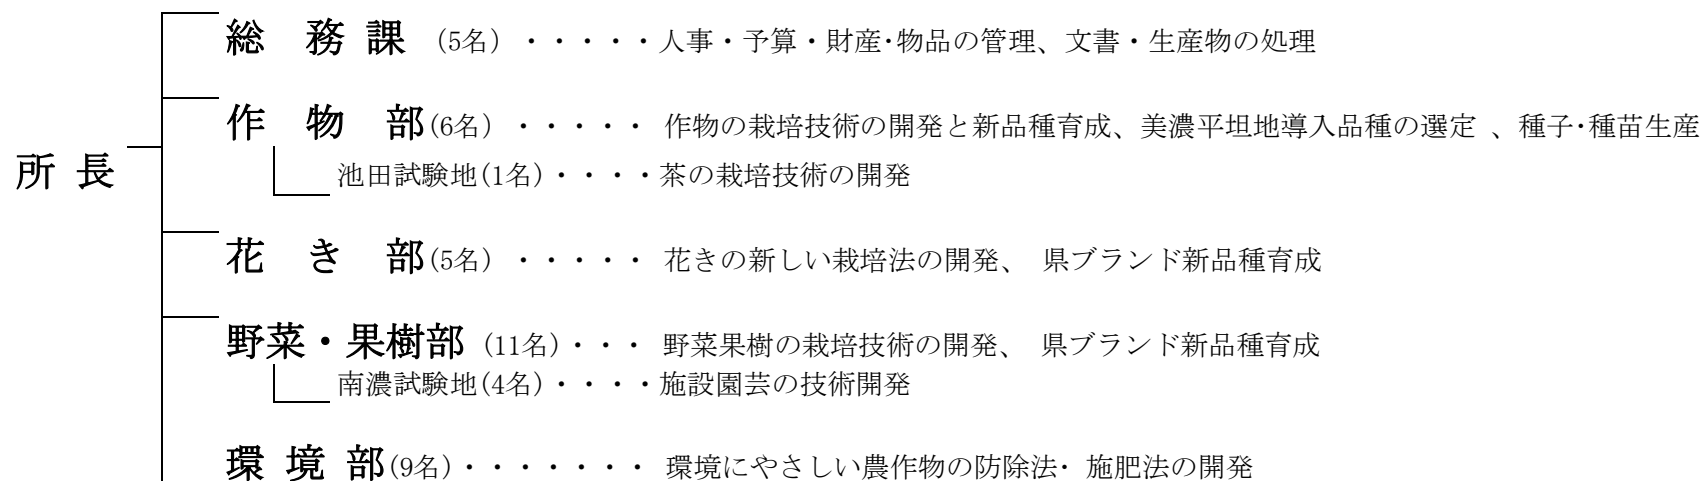 総 務 課 (5名) ・・・・・人事・予算・財産・物品の管理、文書・生産物の処理
作 物 部(6名) ・・・・・ 作物の栽培技術の開発と新品種育成、美濃平坦地導入品種の選定 、種子・種苗生産
所 長
池田試験地(1名)・・・・茶の栽培技術の開発
花 き 部(5名) ・・・・・ 花きの新しい栽培法の開発、 県ブランド新品種育成
野菜・果樹部 (11名)・・・ 野菜果樹の栽培技術の開発、 県ブランド新品種育成
南濃試験地(4名)・・・・施設園芸の技術開発
環 境 部(9名)・・・・・・・ 環境にやさしい農作物の防除法・ 施肥法の開発